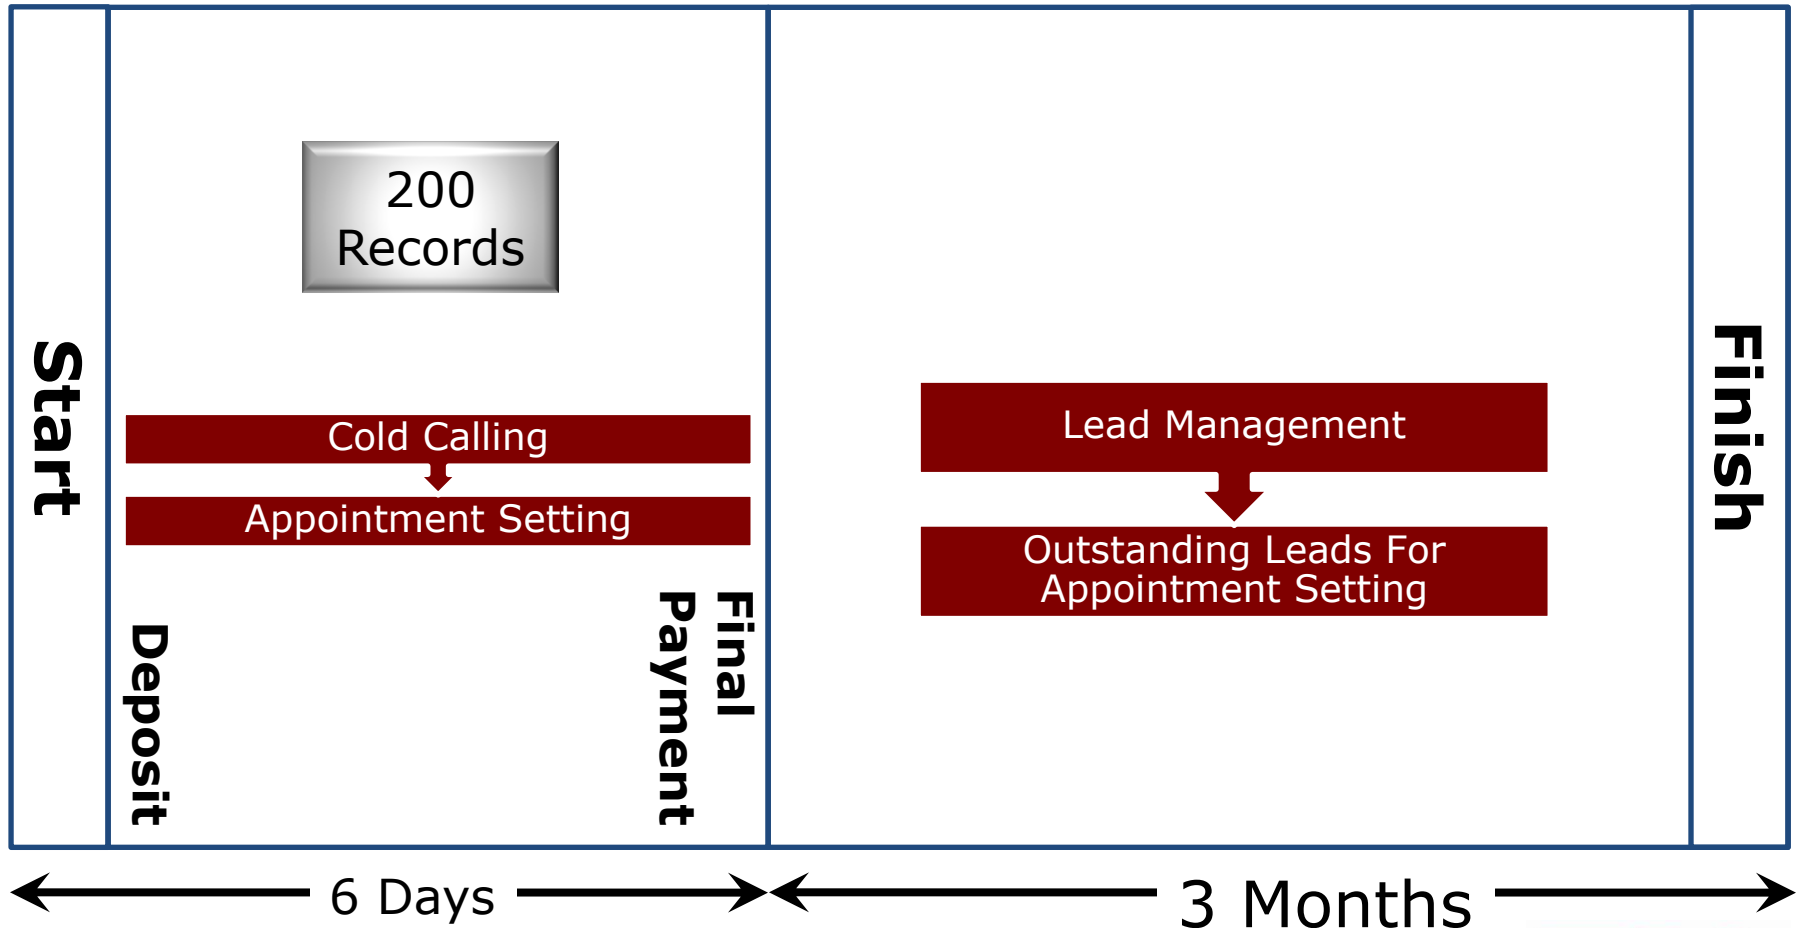 Start
200
Records
Cold Calling
Appointment Setting
Deposit
Final
Payment
Lead Management
Outstanding Leads For
Appointment Setting
Finish
6 Days
3 Months